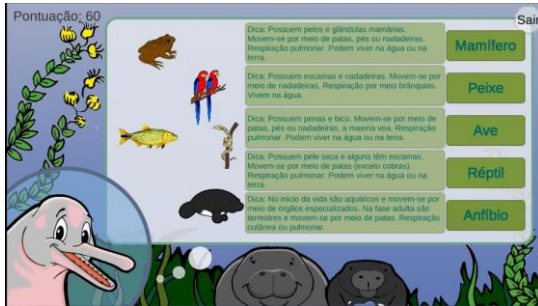 Pontuação: 60
Sair
Dica: Possuem pelos e glândulas mamárias.
Movem-se por meio de patas, pés ou nadadeiras.
Respiração pulmonar. Podem viver na água ou na
terra.
Mamífero
Dica: Possuem escamas e nadadeiras. Movem-se por
meio de nadadeiras. Respiração por meio brânquias.
Vivem na água.
Peixe
Dica: Possuem penas e bico. Movem-se por meio de
patas, pés ou nadadeiras, a maioria voa. Respiração
pulmonar. Podem viver na água ou na terra.
Ave
Dica: Possuem pele seca e alguns têm escamas.
Movem-se por meio de patas (exceto cobras).
Respiração pulmonar. Podem viver na água ou na
terra.
Réptil
Dica: No inicio da vida são aquáticos e movem-se por
meio de órgãos especializados. Na fase adulta são
terrestres e movem-se por meio de patas. Respiração
cutânea ou pulmonar.
Anfíbio